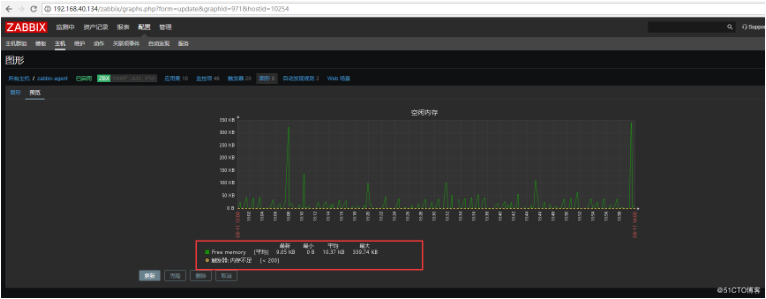 192.168.40.134/zabbix/graphs.php?form=update&graphid=971&hostid=10254
ZABBIX 监测中 资产记录 报表 配置 管理
Suppor
主机群组 模板 主机 维护 动作 关联项事件 自动发现 服务
图形
所有主机 / zabbix-agent 已启用 ZBX SNMP JMX IPMI 应用集 10 监控项 46 触发器 20 图形 8 自动发现规则 2 Web 场景
图形 预览
空闲内存
350 KB
300 KB
250 KB
200 KB
150 KB
100 KB
50 KB
0 B
最新 最小 平均 最大
Free memory [平均] 9.05 KB 0 B 10.37 KB 339.74 KB
触发器:内存不足 [< 200]
更新 克隆 删除 取消
@51CTO博客